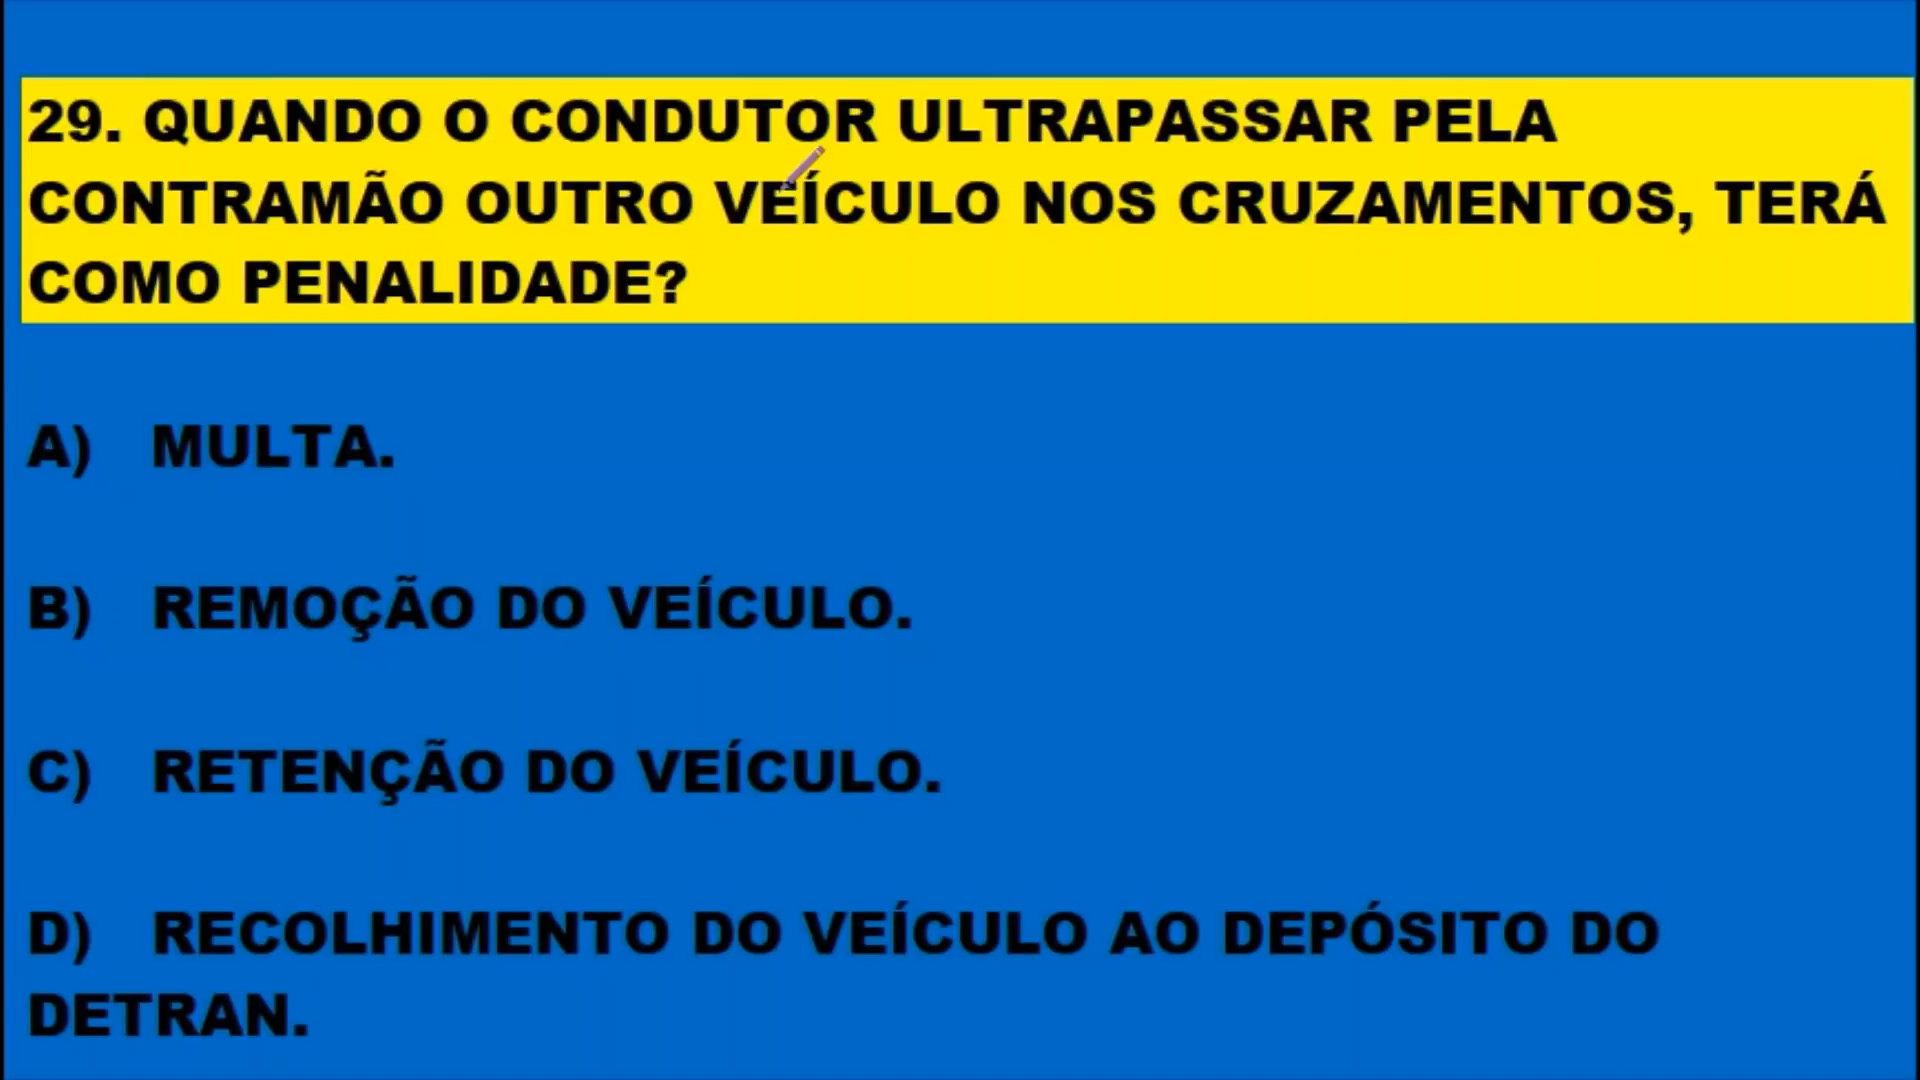 29. QUANDO O CONDUTOR ULTRAPASSAR PELA
CONTRAMÃO OUTRO VEÍCULO NOS CRUZAMENTOS, TERÁ
COMO PENALIDADE?
A) MULTA.
B) REMOÇÃO DO VEÍCULO.
C) RETENÇÃO DO VEÍCULO.
D) RECOLHIMENTO DO VEÍCULO AO DEPÓSITO DO
DETRAN.